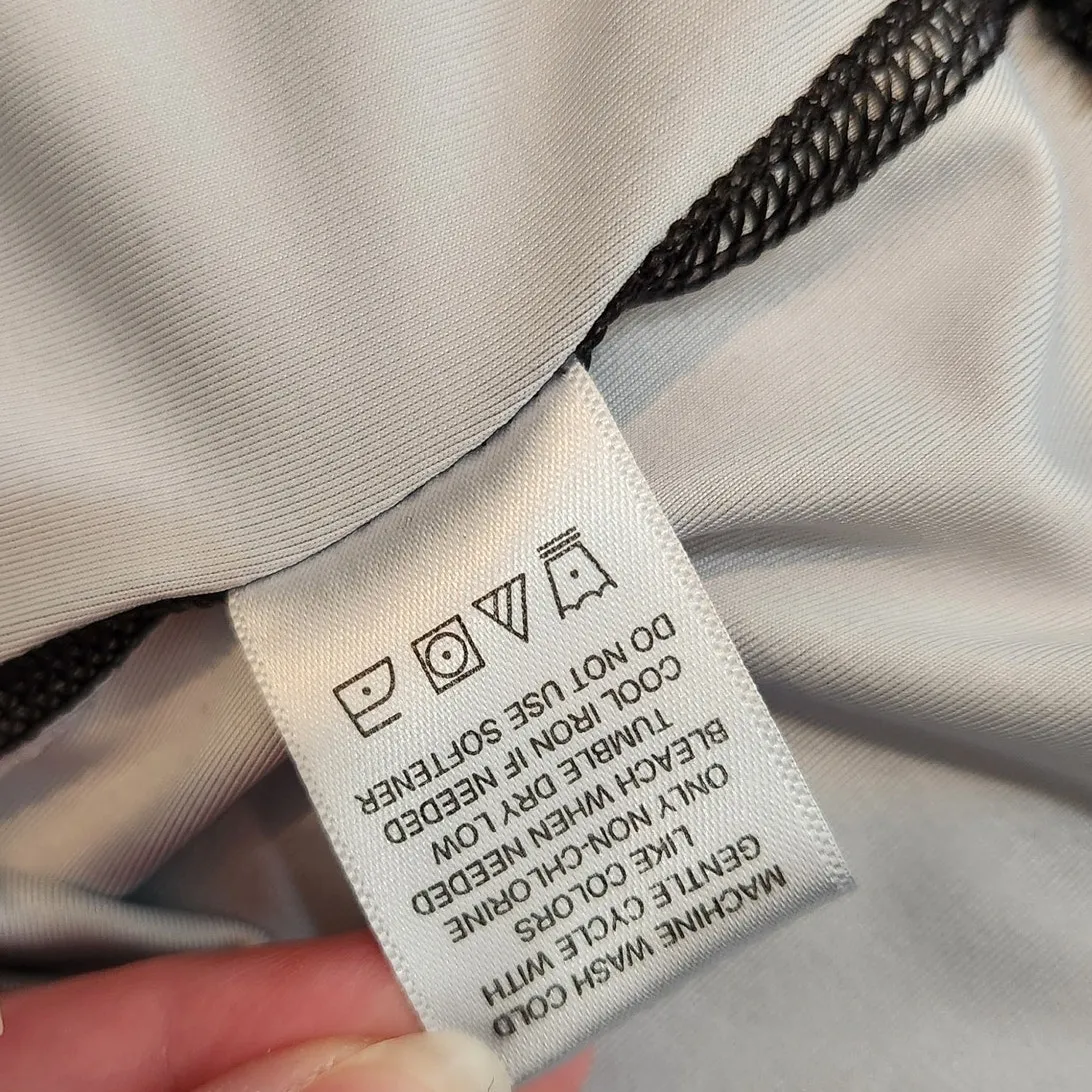 MACHINE WASH COLD
GENTLE CYCLE WITH
LIKE COLORS
ONLY NON-CHLORINE
BLEACH WHEN NEEDED
TUMBLE DRY LOW
COOL IRON IF NEEDED
DO NOT USE SOFTENER